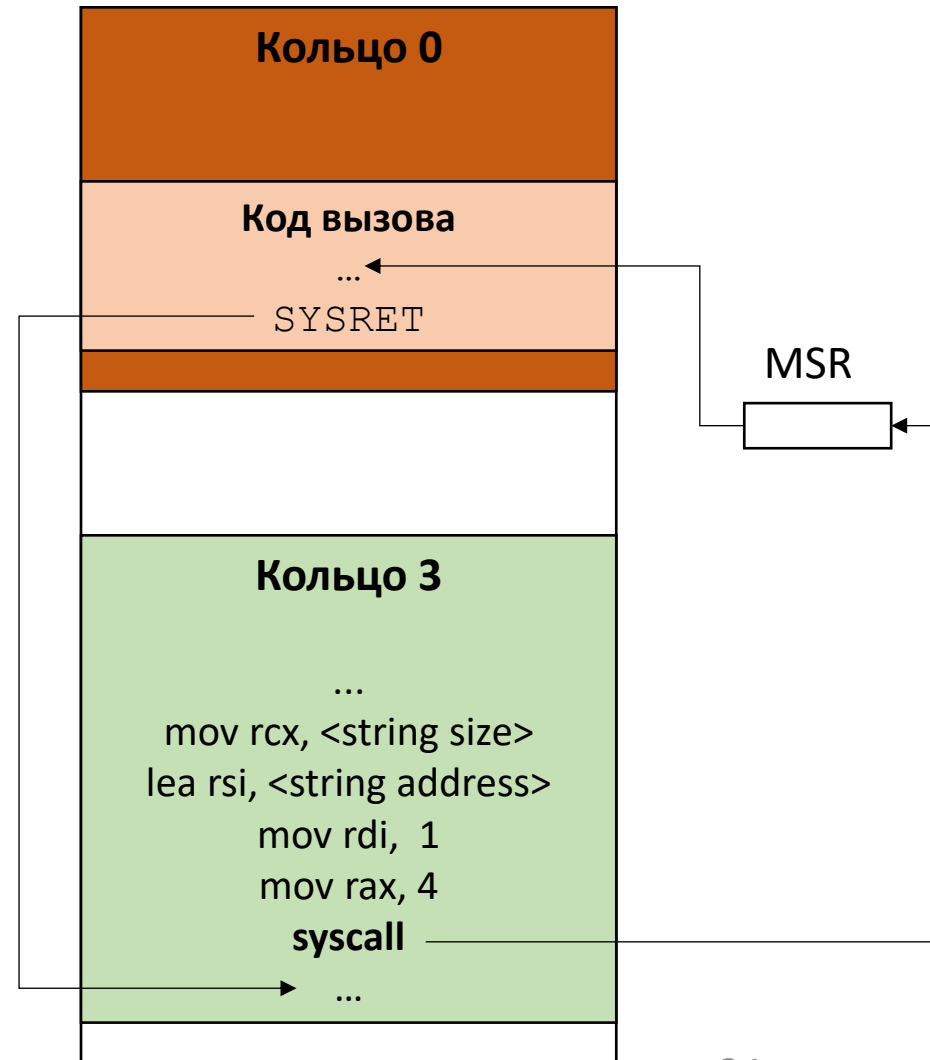 Кольцо 0
Код вызова
…
SYSRET
MSR
Кольцо 3
...
mov rcx, <string size>
lea rsi, <string address>
mov rdi, 1
mov rax, 4
syscall
…